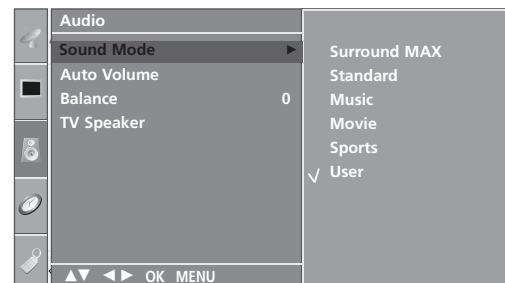 Audio
Sound Mode ►
Auto Volume
Balance 0
TV Speaker
▲▼ ◄► OK MENU
Surround MAX
Standard
Music
Movie
Sports
√ User